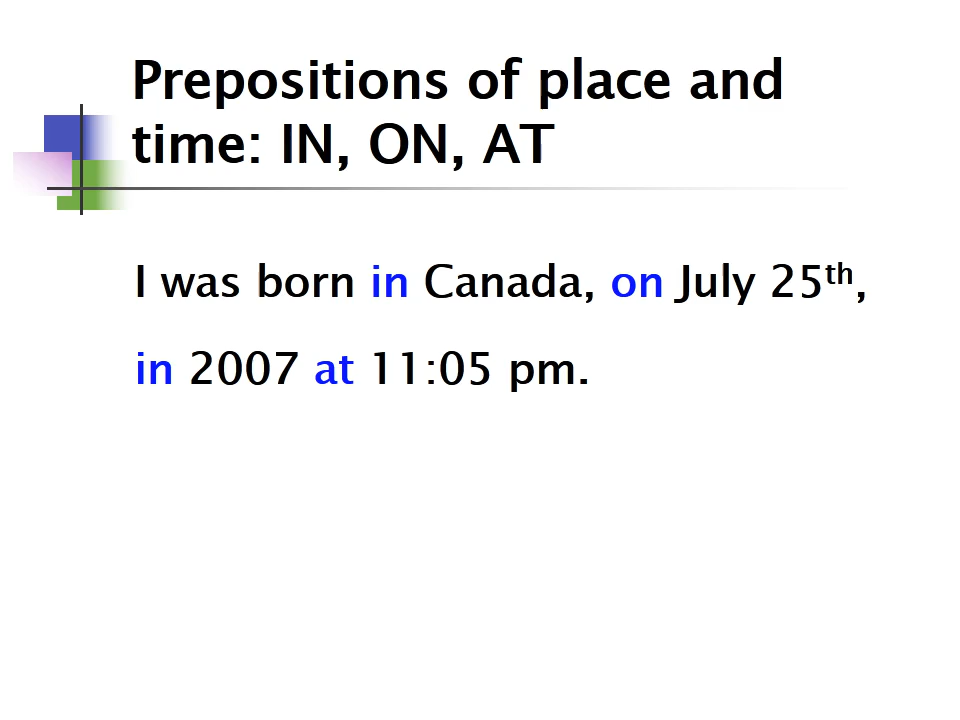 Prepositions of place and
time: IN, ON, AT
I was born in Canada, on July 25th,
in 2007 at 11:05 pm.